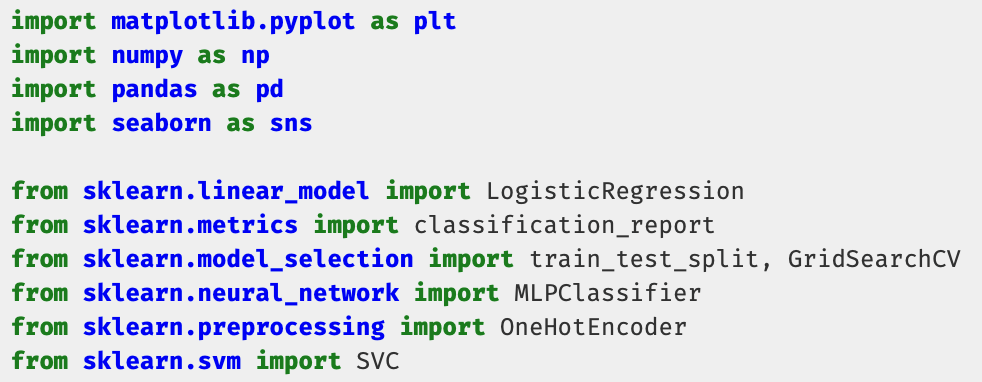 import matplotlib.pyplot as plt
import numpy as np
import pandas as pd
import seaborn as sns
from sklearn.linear_model import LogisticRegression
from sklearn.metrics import classification_report
from sklearn.model_selection import train_test_split, GridSearchCV
from sklearn.neural_network import MLPClassifier
from sklearn.preprocessing import OneHotEncoder
from sklearn.svm import SVC